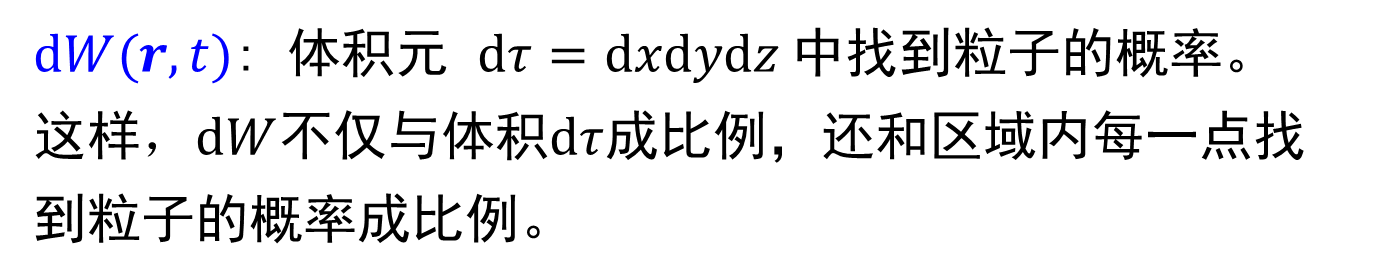 dW(r,t)：体积元 dτ = dxdydz 中找到粒子的概率。
这样，dW不仅与体积dτ成比例，还和区域内每一点找
到粒子的概率成比例。